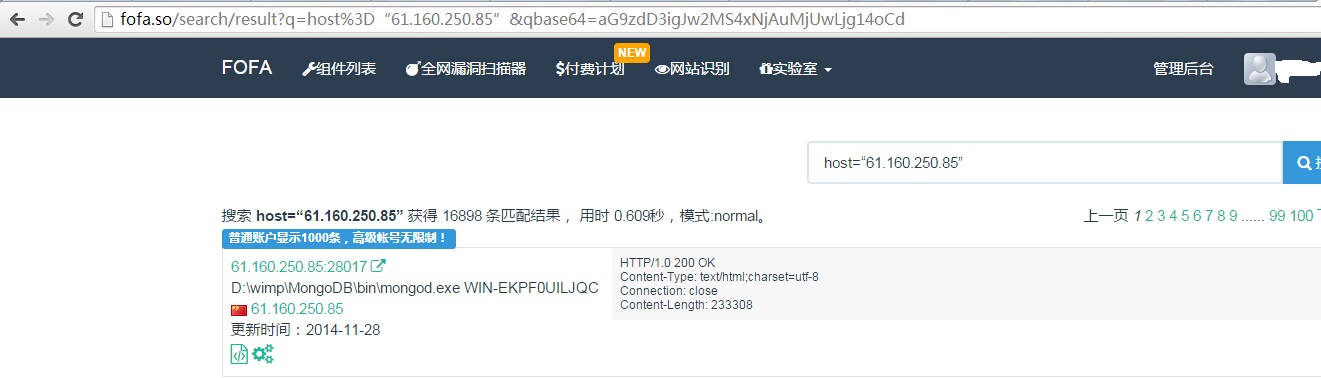 fofa.so/search/result?q=host%3D“61.160.250.85”&qbase64=aG9zdD3igJw2MS4xNjAuMjUwLjg14oCd
FOFA 组件列表 全网漏洞扫描器 $付费计划 NEW 网站识别 实验室 管理后台
host=“61.160.250.85”
搜索 host=“61.160.250.85” 获得 16898 条匹配结果， 用时 0.609秒，模式:normal。 上一页 1 2 3 4 5 6 7 8 9 ...... 99 100
普通账户显示1000条，高级帐号无限制！
61.160.250.85:28017
D:\wimp\MongoDB\bin\mongod.exe WIN-EKPF0UILJQC
61.160.250.85
更新时间：2014-11-28
HTTP/1.0 200 OK
Content-Type: text/html;charset=utf-8
Connection: close
Content-Length: 233308